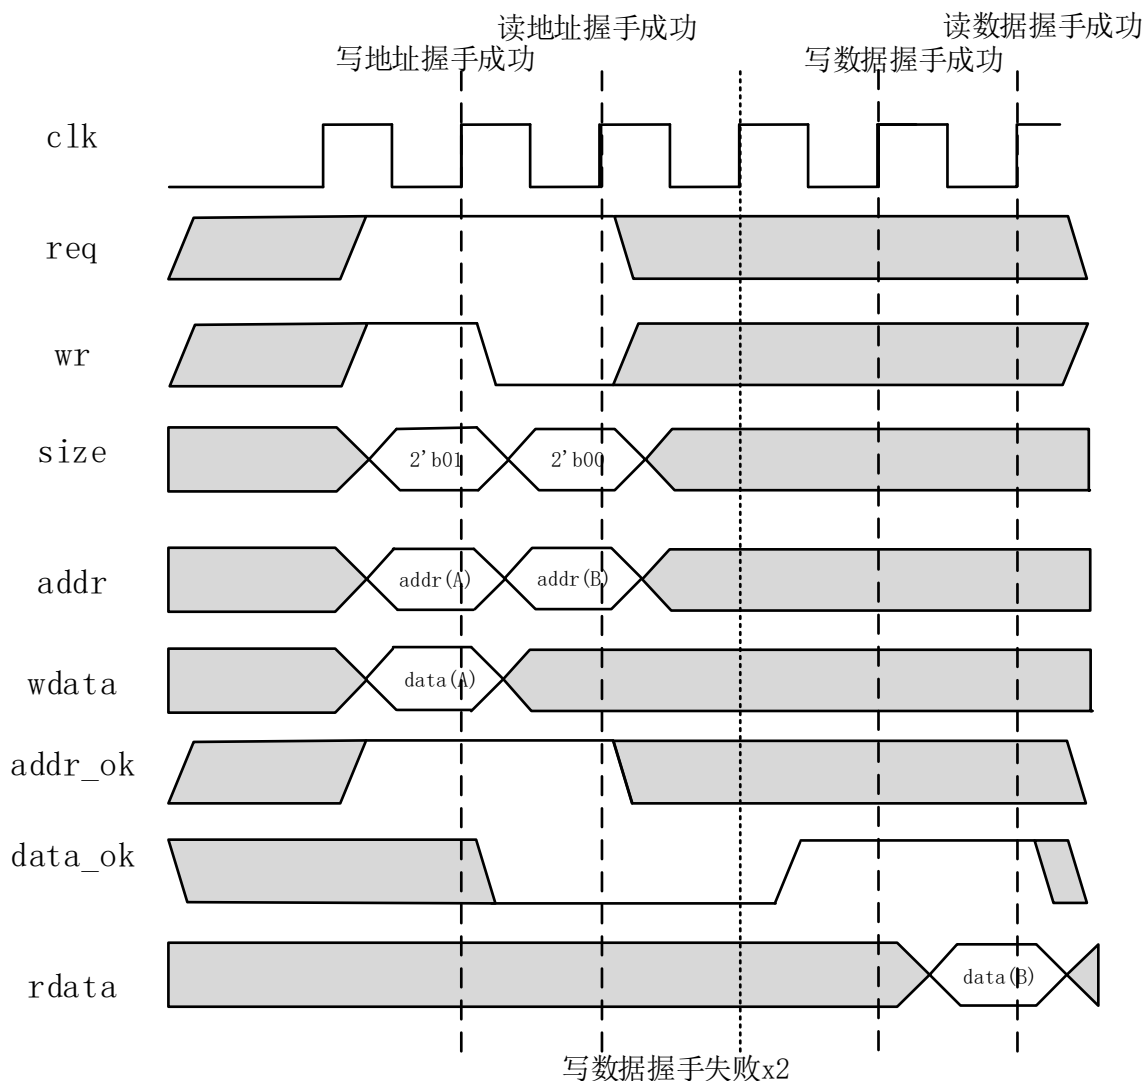 读地址握手成功
读数据握手成功
写地址握手成功
写数据握手成功
clk
req
wr
size
2'b01
2'b00
addr
addr(A)
addr(B)
wdata
data(A)
addr_ok
data_ok
rdata
data(B)
写数据握手失败x2